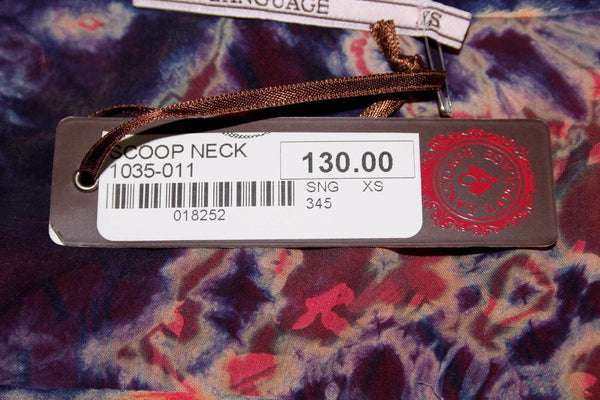 LANGUAGE
XS
SCOOP NECK
1035-011
130.00
SNG XS
345
018252